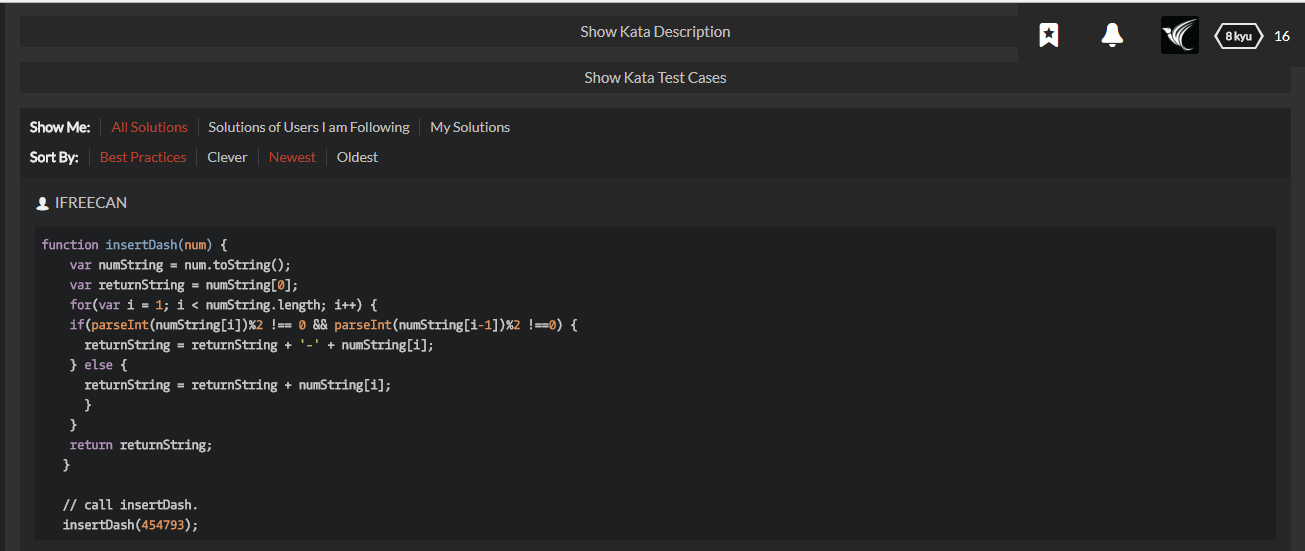 Show Kata Description
8 kyu 16
Show Kata Test Cases
Show Me: All Solutions Solutions of Users I am Following My Solutions
Sort By: Best Practices Clever Newest Oldest
IFREECAN
function insertDash(num) {
var numString = num.toString();
var returnString = numString[0];
for(var i = 1; i < numString.length; i++) {
if(parseInt(numString[i])%2 !== 0 && parseInt(numString[i-1])%2 !==0) {
returnString = returnString + '-' + numString[i];
} else {
returnString = returnString + numString[i];
}
}
return returnString;
}
// call insertDash.
insertDash(454793);